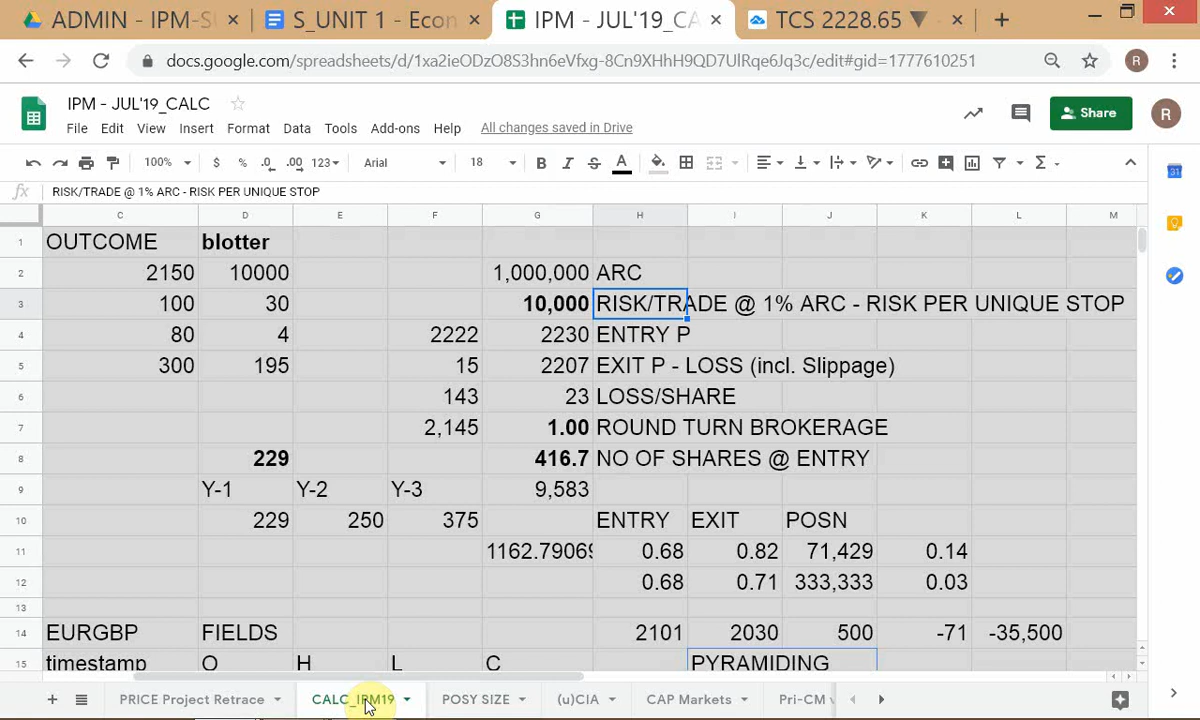 ADMIN - IPM-S
S_UNIT 1 - Econ
IPM - JUL'19_CA
TCS 2228.65
docs.google.com/spreadsheets/d/1xa2ieODzO8S3hn6eVfxg-8Cn9XHhH9QD7UlRqe6Jq3c/edit#gid=1777610251
R
IPM - JUL'19_CALC
File Edit View Insert Format Data Tools Add-ons Help All changes saved in Drive
Share
R
100% $ % .0 .00 123 Arial 18 B I S A
fx RISK/TRADE @ 1% ARC - RISK PER UNIQUE STOP
C D E F G H I J K L M
1 OUTCOME blotter
2 2150 10000 1,000,000 ARC
3 100 30 10,000 RISK/TRADE @ 1% ARC - RISK PER UNIQUE STOP
4 80 4 2222 2230 ENTRY P
5 300 195 15 2207 EXIT P - LOSS (incl. Slippage)
6 143 23 LOSS/SHARE
7 2,145 1.00 ROUND TURN BROKERAGE
8 229 416.7 NO OF SHARES @ ENTRY
9 Y-1 Y-2 Y-3 9,583
10 229 250 375 ENTRY EXIT POSN
11 1162.79069 0.68 0.82 71,429 0.14
12 0.68 0.71 333,333 0.03
13
14 EURGBP FIELDS 2101 2030 500 -71 -35,500
15 timestamp O H L C PYRAMIDING
PRICE Project Retrace CALC_IPM19 POSY SIZE (u)CIA CAP Markets Pri-CM
31